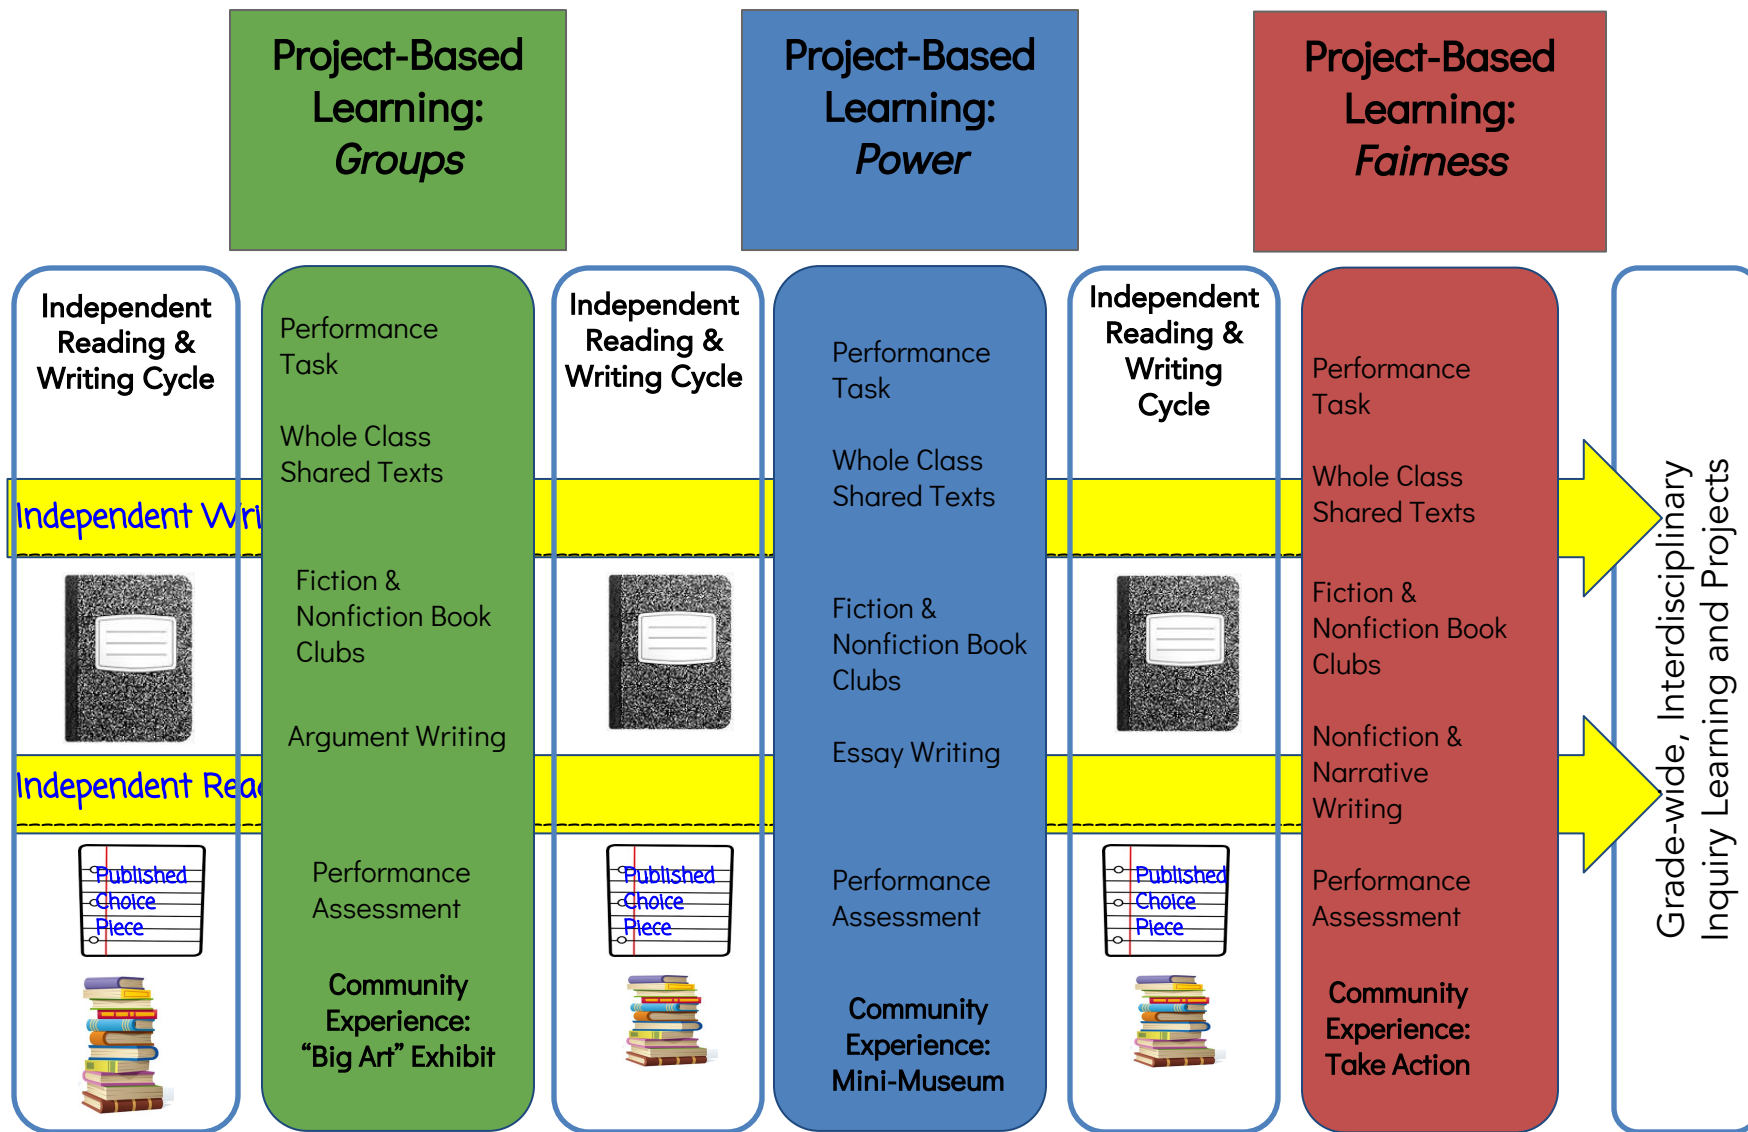 Project-Based
Learning:
Groups
Project-Based
Learning:
Power
Project-Based
Learning:
Fairness
Independent
Reading &
Writing Cycle
Independent Wri
Independent Rea
Published
Choice
Piece
Performance
Task
Whole Class
Shared Texts
Fiction &
Nonfiction Book
Clubs
Argument Writing
Performance
Assessment
Community
Experience:
“Big Art” Exhibit
Independent
Reading &
Writing Cycle
Published
Choice
Piece
Performance
Task
Whole Class
Shared Texts
Fiction &
Nonfiction Book
Clubs
Essay Writing
Performance
Assessment
Community
Experience:
Mini-Museum
Independent
Reading &
Writing
Cycle
Published
Choice
Piece
Performance
Task
Whole Class
Shared Texts
Fiction &
Nonfiction Book
Clubs
Nonfiction &
Narrative
Writing
Performance
Assessment
Community
Experience:
Take Action
Grade-wide, Interdisciplinary
Inquiry Learning and Projects